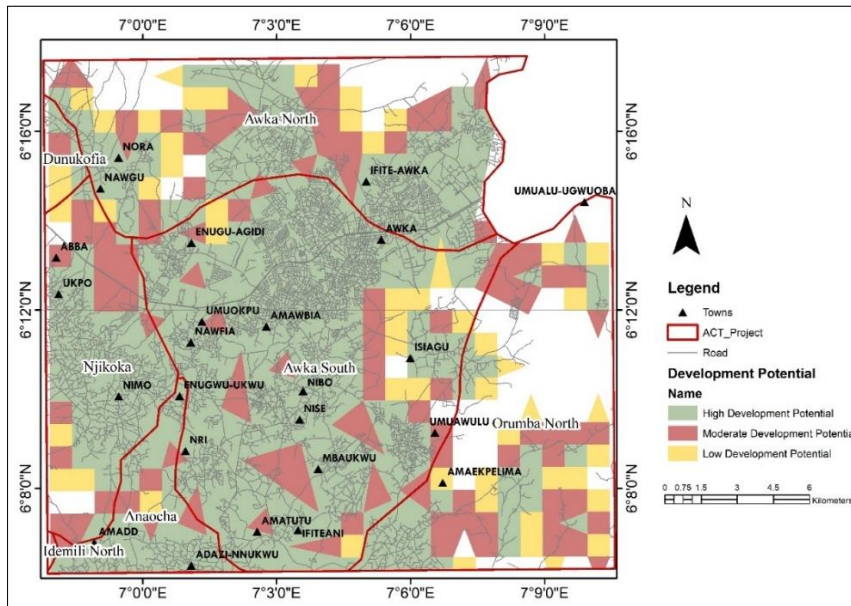 7°0'0"E 7°3'0"E 7°6'0"E 7°9'0"E
6°16'0"N 6°16'0"N
Awka North
NORA
Dunukofia
IFITE-AWKA
NAWGU
UMUALU-UGWUOBA
AWKA
ENUGU-AGIDI
ABBA
UKPO
6°12'0"N 6°12'0"N
UMUOKPU
AMAWBIA
NAWFIA
ISIAGU
Njikoka
Awka South
NIMO
ENUGWU-UKWU
NIBO
NISE
Orumba North
UMUAWULU
NRI
MBAUKWU
AMAEKPELIMA
6°8'0"N 6°8'0"N
Anaocha
AMADD
AMATUTU
IFITEANI
Idemili North
ADAZI-NNUKWU
7°0'0"E 7°3'0"E 7°6'0"E 7°9'0"E
N
Legend
Towns
ACT_Project
Road
Development Potential
Name
High Development Potential
Moderate Development Potential
Low Development Potential
0 0.75 1.5 3 4.5 6
Kilometers